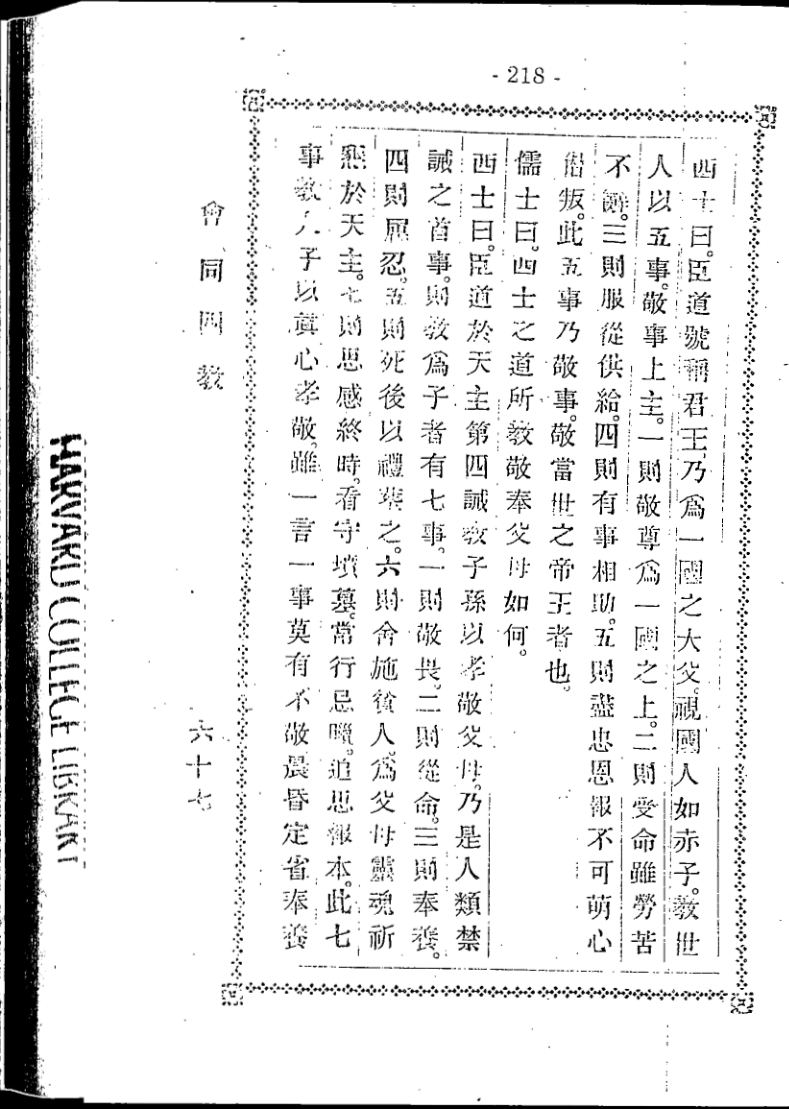 - 218 -
西士曰。臣道號稱君王、乃爲一國之大父。視國人如赤子。教世
人以五事。敬事上主。一則敬尊爲一國之上。二則受命雖勞苦
不辭。三則服從供給。四則有事相助。五則盡忠恩報不可萌心
叛。此五事乃敬事。敬當世之帝王者也。
儒士曰。西士之道所教敬奉父母如何。
西士曰。臣道於天主第四誡教子孫以孝敬父母。乃是人類禁
誡之首事。則教爲子者有七事。一則敬畏。二則從命。三則奉養。
四則屈忍。五則死後以禮葬之。六則舍施貧人。爲父母靈魂祈
於天主。七則思感終時。看守墳墓。常行忌臘。追思報本。此七
事教人子以眞心孝敬。雖一言一事莫有不敬晨昏定省奉養
會同四教
六十七
HARVARD COLLEGE LIBRARY